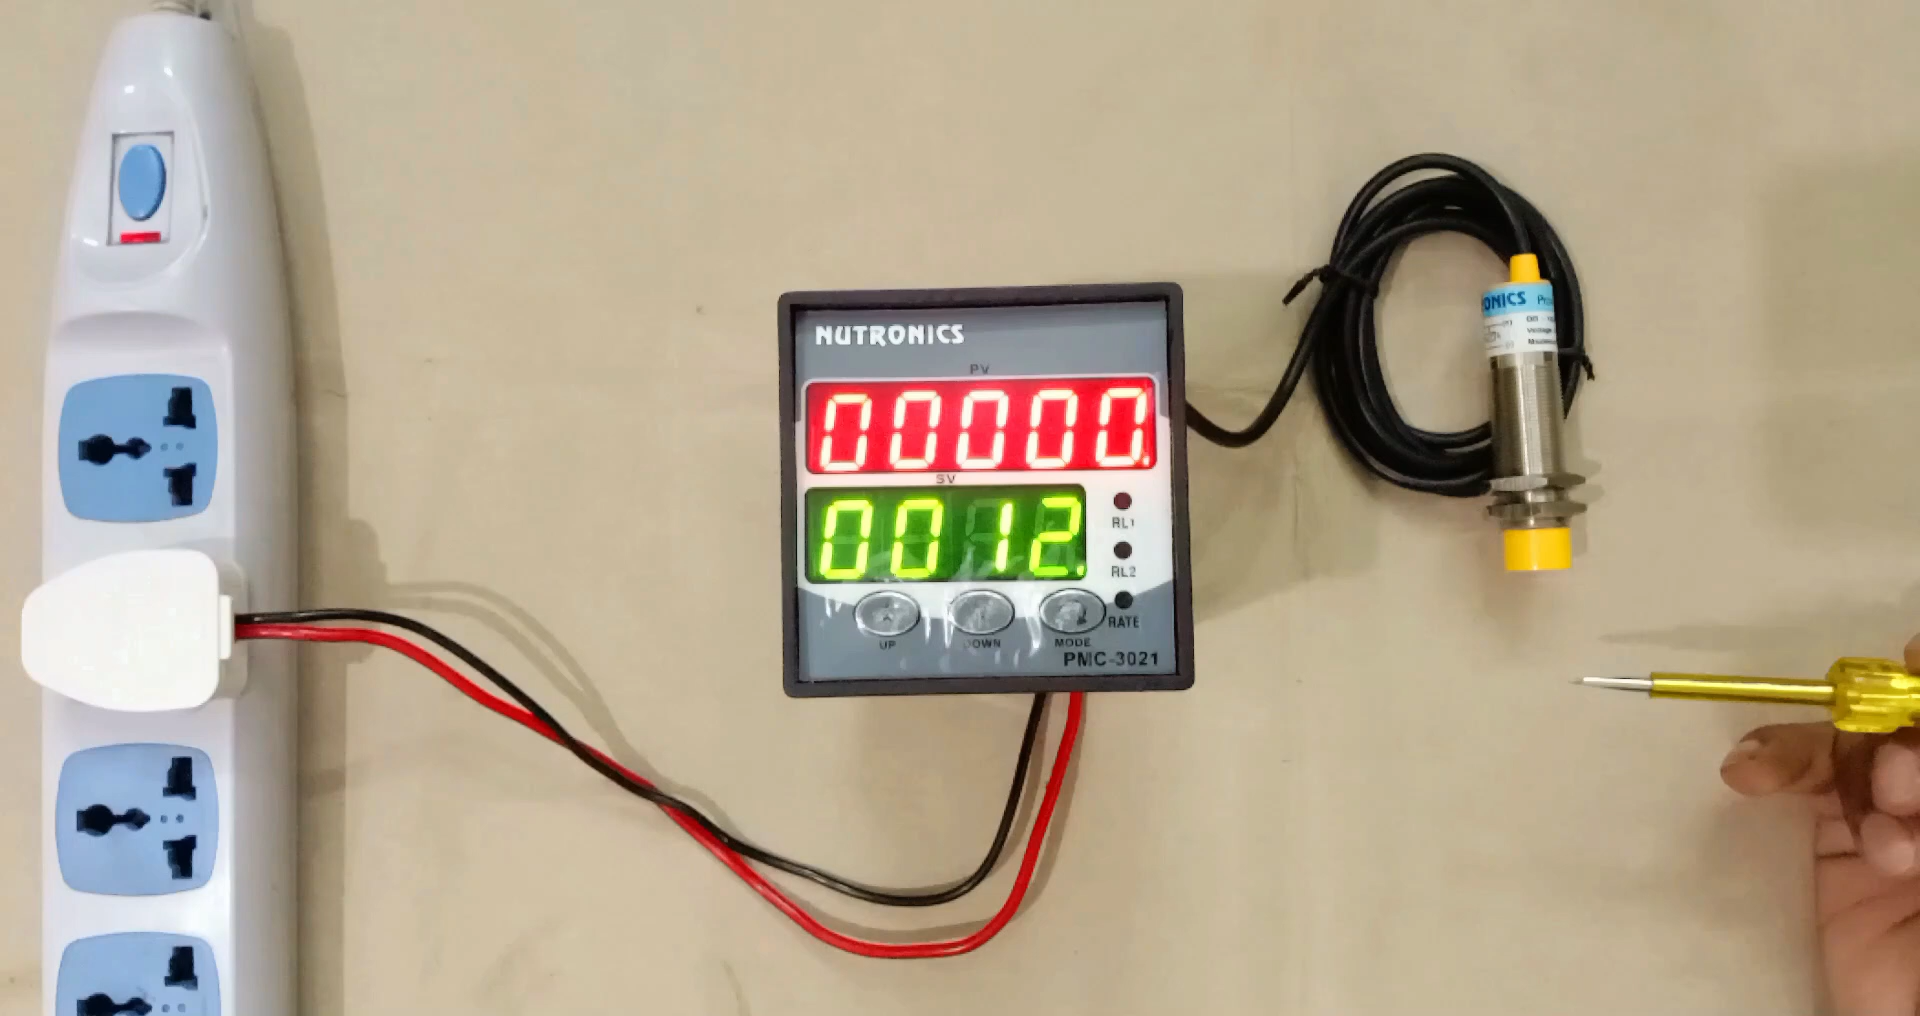 NUTRONICS
PV
00000.
SV
0012.
RL1
RL2
RATE
UP
DOWN
MODE
PMC-3021
ONICS